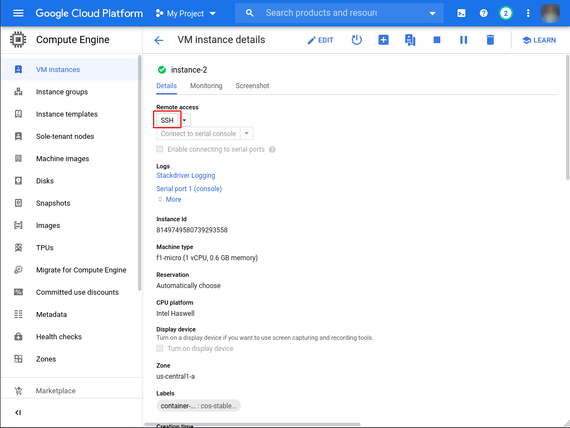 Google Cloud Platform
My Project
Search products and resourc
2
Compute Engine
VM instance details
EDIT
LEARN
VM instances
Instance groups
Instance templates
Sole-tenant nodes
Machine images
Disks
Snapshots
Images
TPUs
Migrate for Compute Engine
Committed use discounts
Metadata
Health checks
Zones
Marketplace
instance-2
Details
Monitoring
Screenshot
Remote access
SSH
Connect to serial console
Enable connecting to serial ports
Logs
Stackdriver Logging
Serial port 1 (console)
More
Instance Id
8149749580739293558
Machine type
f1-micro (1 vCPU, 0.6 GB memory)
Reservation
Automatically choose
CPU platform
Intel Haswell
Display device
Turn on a display device if you want to use screen capturing and recording tools.
Turn on display device
Zone
us-central1-a
Labels
container-... : cos-stable...
Creation time